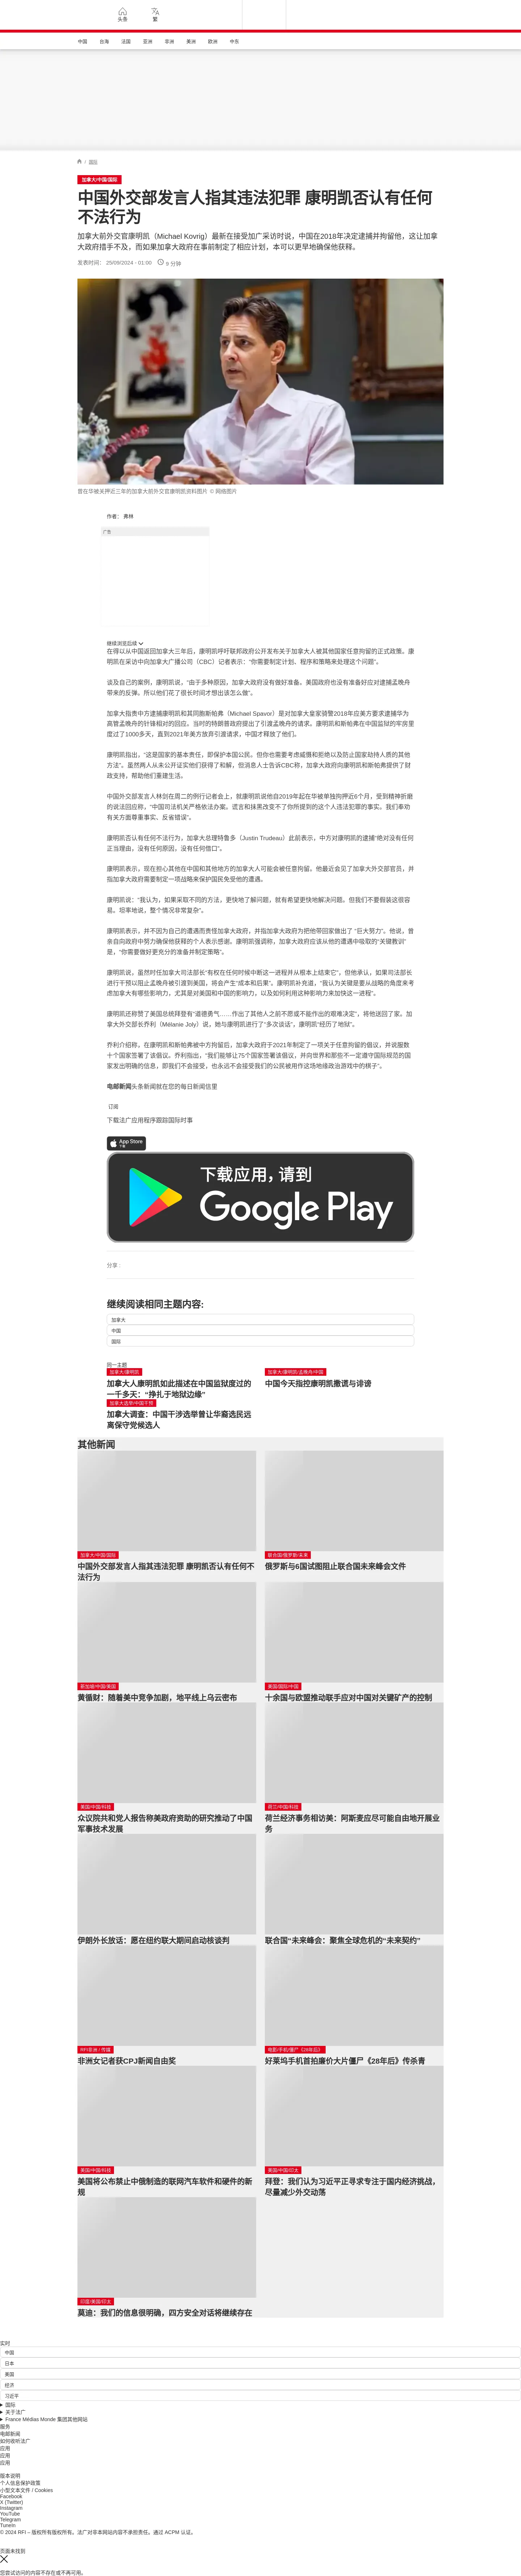 头条
繁
中国
台海
法国
亚洲
非洲
美洲
欧洲
中东
/ 国际
加拿大/中国/国际
中国外交部发言人指其违法犯罪 康明凯否认有任何
不法行为
加拿大前外交官康明凯（Michael Kovrig）最新在接受加广采访时说，中国在2018年决定逮捕并拘留他，这让加拿
大政府措手不及，而如果加拿大政府在事前制定了相应计划，本可以更早地确保他获释。
发表时间： 25/09/2024 - 01:00 9 分钟
曾在华被关押近三年的加拿大前外交官康明凯资料图片 © 网络图片
作者： 弗林
广告
继续浏览后续
在得以从中国返回加拿大三年后，康明凯呼吁联邦政府公开发布关于加拿大人被其他国家任意拘留的正式政策。康
明凯在采访中向加拿大广播公司（CBC）记者表示：“你需要制定计划、程序和策略来处理这个问题”。
谈及自己的案例，康明凯说，“由于多种原因，加拿大政府没有做好准备。美国政府也没有准备好应对逮捕孟晚舟
带来的反弹。所以他们花了很长时间才想出该怎么做”。
加拿大指责中方逮捕康明凯和其同胞斯帕弗（Michael Spavor）是对加拿大皇家骑警2018年应美方要求逮捕华为
高管孟晚舟的针锋相对的回应。当时的特朗普政府提出了引渡孟晚舟的请求。康明凯和斯帕弗在中国监狱的牢房里
度过了1000多天，直到2021年美方放弃引渡请求，中国才释放了他们。
康明凯指出，“这是国家的基本责任，即保护本国公民。但你也需要考虑威慑和拒绝以及防止国家劫持人质的其他
方法”。虽然两人从未公开证实他们获得了和解，但消息人士告诉CBC称，加拿大政府向康明凯和斯帕弗提供了财
政支持，帮助他们重建生活。
中国外交部发言人林剑在周二的例行记者会上，就康明凯说他自2019年起在华被单独拘押近6个月，受到精神折磨
的说法回应称，“中国司法机关严格依法办案。谎言和抹黑改变不了你所提到的这个人违法犯罪的事实。我们奉劝
有关方面尊重事实、反省错误”。
康明凯否认有任何不法行为，加拿大总理特鲁多（Justin Trudeau）此前表示，中方对康明凯的逮捕“绝对没有任何
正当理由，没有任何原因，没有任何借口”。
康明凯表示，现在担心其他在中国和其他地方的加拿大人可能会被任意拘留。他最近会见了加拿大外交部官员，并
指加拿大政府需要制定一项战略来保护国民免受他的遭遇。
康明凯说：“我认为，如果采取不同的方法，更快地了解问题，就有希望更快地解决问题。但我们不要假装这很容
易。坦率地说，整个情况非常复杂”。
康明凯表示，并不因为自己的遭遇而责怪加拿大政府，并指加拿大政府为把他带回家做出了 “巨大努力”。他说，曾
亲自向政府中努力确保他获释的个人表示感谢。康明凯强调称，加拿大政府应该从他的遭遇中吸取的“关键教训”
是，“你需要做好更充分的准备并制定策略”。
康明凯说，虽然时任加拿大司法部长“有权在任何时候中断这一进程并从根本上结束它”，但他承认，如果司法部长
进行干预以阻止孟晚舟被引渡到美国，将会产生“成本和后果”。康明凯补充道，“我认为关键是要从战略的角度来考
虑加拿大有哪些影响力，尤其是对美国和中国的影响力，以及如何利用这种影响力来加快这一进程”。
康明凯还称赞了美国总统拜登有“道德勇气……作出了其他人之前不愿或不能作出的艰难决定”，将他送回了家。加
拿大外交部长乔利（Mélanie Joly）说，她与康明凯进行了“多次谈话”，康明凯“经历了地狱”。
乔利介绍称，在康明凯和斯帕弗被中方拘留后，加拿大政府于2021年制定了一项关于任意拘留的倡议，并说服数
十个国家签署了该倡议。乔利指出，“我们能够让75个国家签署该倡议，并向世界和那些不一定遵守国际规范的国
家发出明确的信息，即我们不会接受，也永远不会接受我们的公民被用作这场地缘政治游戏中的棋子”。
电邮新闻头条新闻就在您的每日新闻信里
订阅
下载法广应用程序跟踪国际时事
App Store
下载应用，请到
Google Play
分享 :
继续阅读相同主题内容:
加拿大
中国
国际
同一主题
加拿大/康明凯
加拿大人康明凯如此描述在中国监狱度过的
一千多天：“挣扎于地狱边缘”
加拿大/康明凯/孟晚舟/中国
中国今天指控康明凯撒谎与诽谤
加拿大选举/中国干预
加拿大调查：中国干涉选举曾让华裔选民远
离保守党候选人
其他新闻
加拿大/中国/国际
中国外交部发言人指其违法犯罪 康明凯否认有任何不
法行为
联合国/俄罗斯/未来
俄罗斯与6国试图阻止联合国未来峰会文件
新加坡/中国/美国
黄循财：随着美中竞争加剧，地平线上乌云密布
美国/国际/中国
十余国与欧盟推动联手应对中国对关键矿产的控制
美国/中国/科技
众议院共和党人报告称美政府资助的研究推动了中国
军事技术发展
荷兰/中国/科技
荷兰经济事务相访美：阿斯麦应尽可能自由地开展业
务
伊朗外长放话：愿在纽约联大期间启动核谈判
联合国“未来峰会：聚焦全球危机的“未来契约”
RFI非洲 / 传媒
非洲女记者获CPJ新闻自由奖
电影/手机/僵尸《28年后》
好莱坞手机首拍廉价大片僵尸《28年后》传杀青
美国/中国/科技
美国将公布禁止中俄制造的联网汽车软件和硬件的新
规
美国/中国/印太
拜登：我们认为习近平正寻求专注于国内经济挑战，
尽量减少外交动荡
印度/美国/印太
莫迪：我们的信息很明确，四方安全对话将继续存在
实时
中国
日本
美国
经济
习近平
国际
关于法广
France Médias Monde 集团其他网站
服务
电邮新闻
如何收听法广
应用
应用
应用
版本说明
个人信息保护政策
小型文本文件 / Cookies
Facebook
X (Twitter)
Instagram
YouTube
Telegram
TuneIn
© 2024 RFI – 版权所有版权所有。法广对非本网站内容不承担责任。通过 ACPM 认证。
页面未找到
您尝试访问的内容不存在或不再可用。